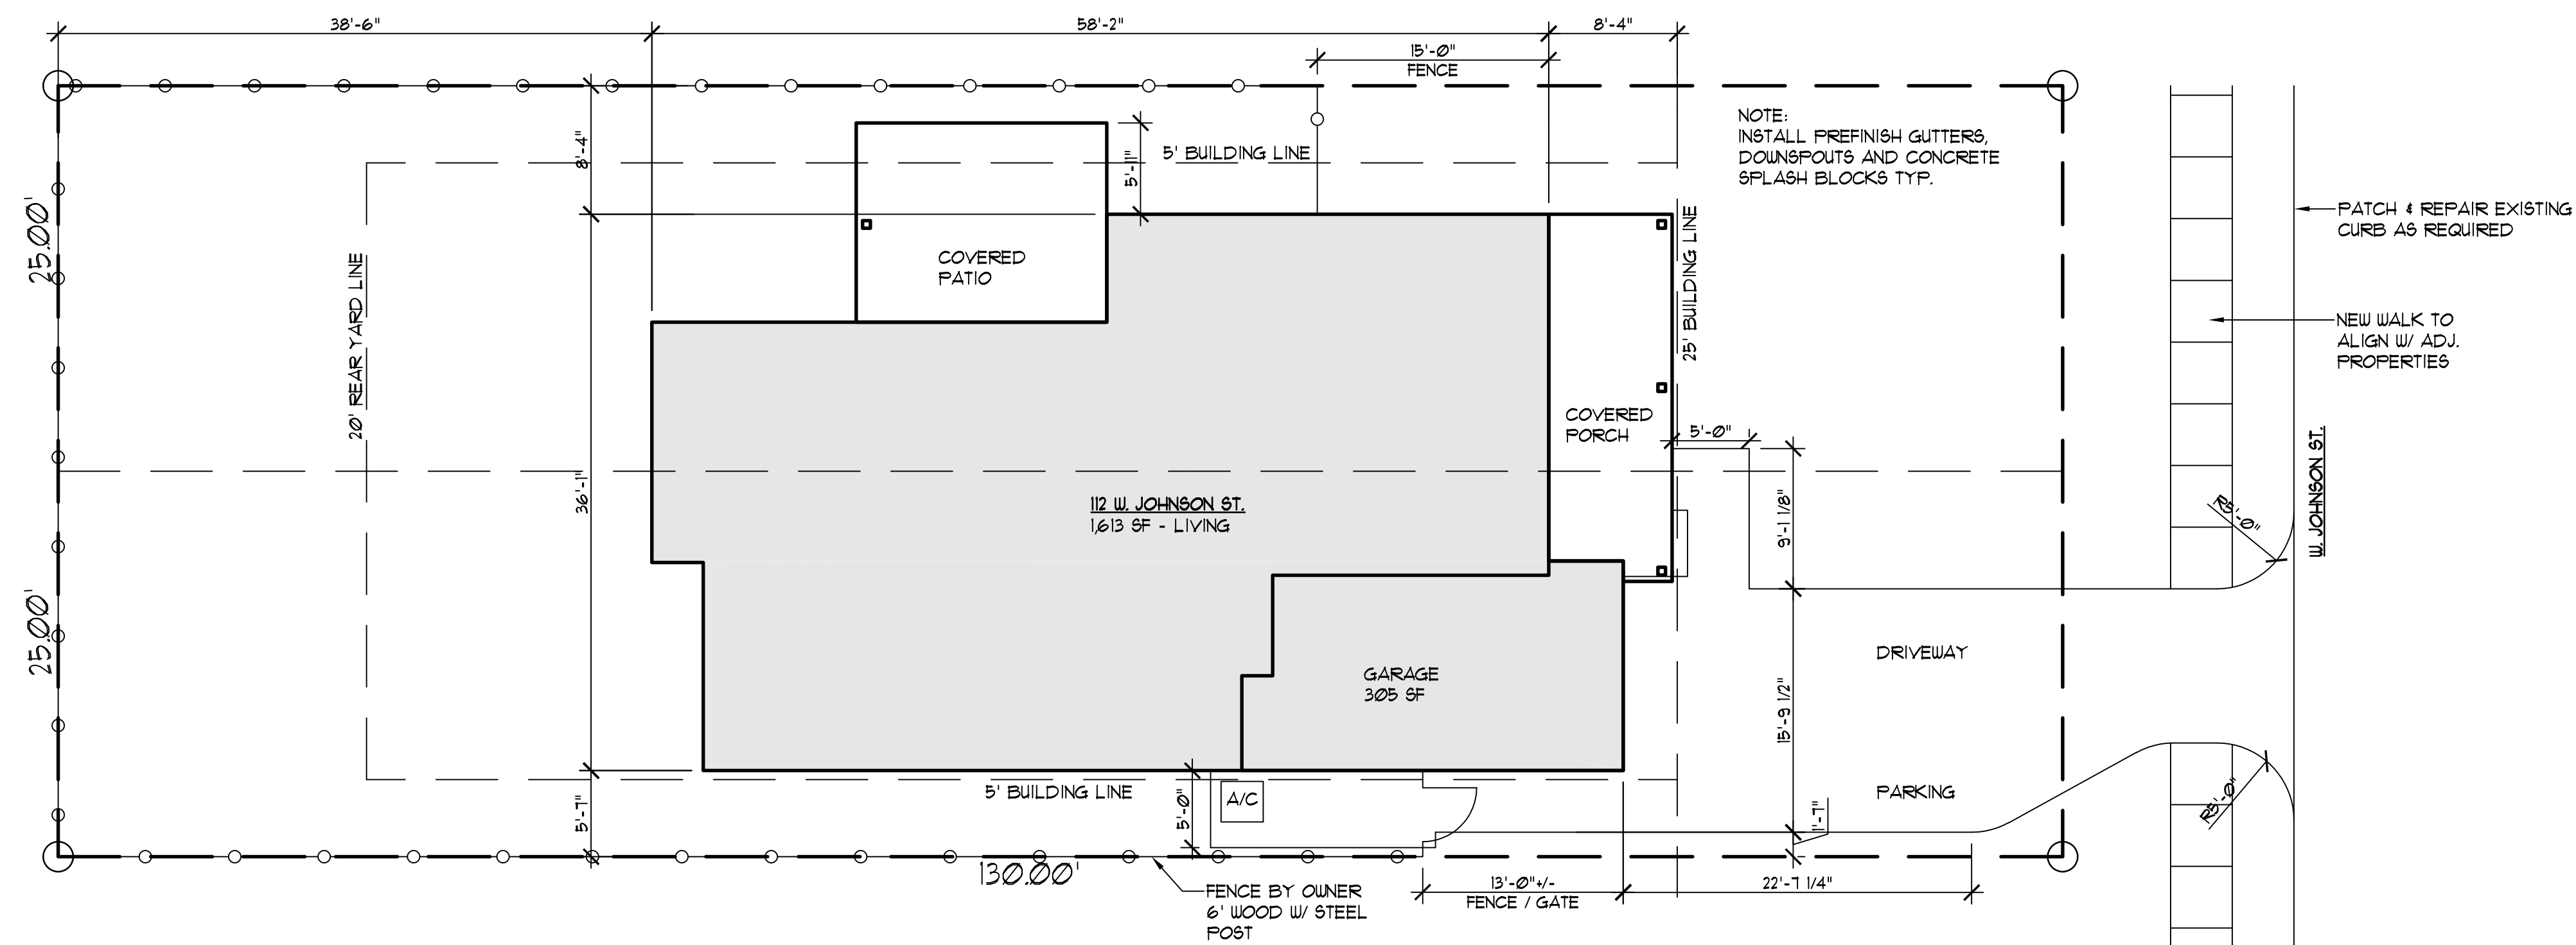 38'-6"
58'-2"
8'-4"
15'-0"
FENCE
8'-4"
5'-11"
5' BUILDING LINE
NOTE:
INSTALL PREFINISH GUTTERS,
DOWNSPOUTS AND CONCRETE
SPLASH BLOCKS TYP.
25.00'
20' REAR YARD LINE
COVERED
PATIO
25' BUILDING LINE
PATCH & REPAIR EXISTING
CURB AS REQUIRED
NEW WALK TO
ALIGN W/ ADJ.
PROPERTIES
COVERED
PORCH
5'-0"
36'-1"
112 W. JOHNSON ST.
1,613 SF - LIVING
9'-1 1/8"
R5'-0"
W. JOHNSON ST.
25.00'
GARAGE
305 SF
DRIVEWAY
15'-9 1/2"
PARKING
5'-7"
5' BUILDING LINE
5'-0"
A/C
1'-7"
R5'-0"
130.00'
FENCE BY OWNER
6' WOOD W/ STEEL
POST
13'-0"+/-
FENCE / GATE
22'-7 1/4"